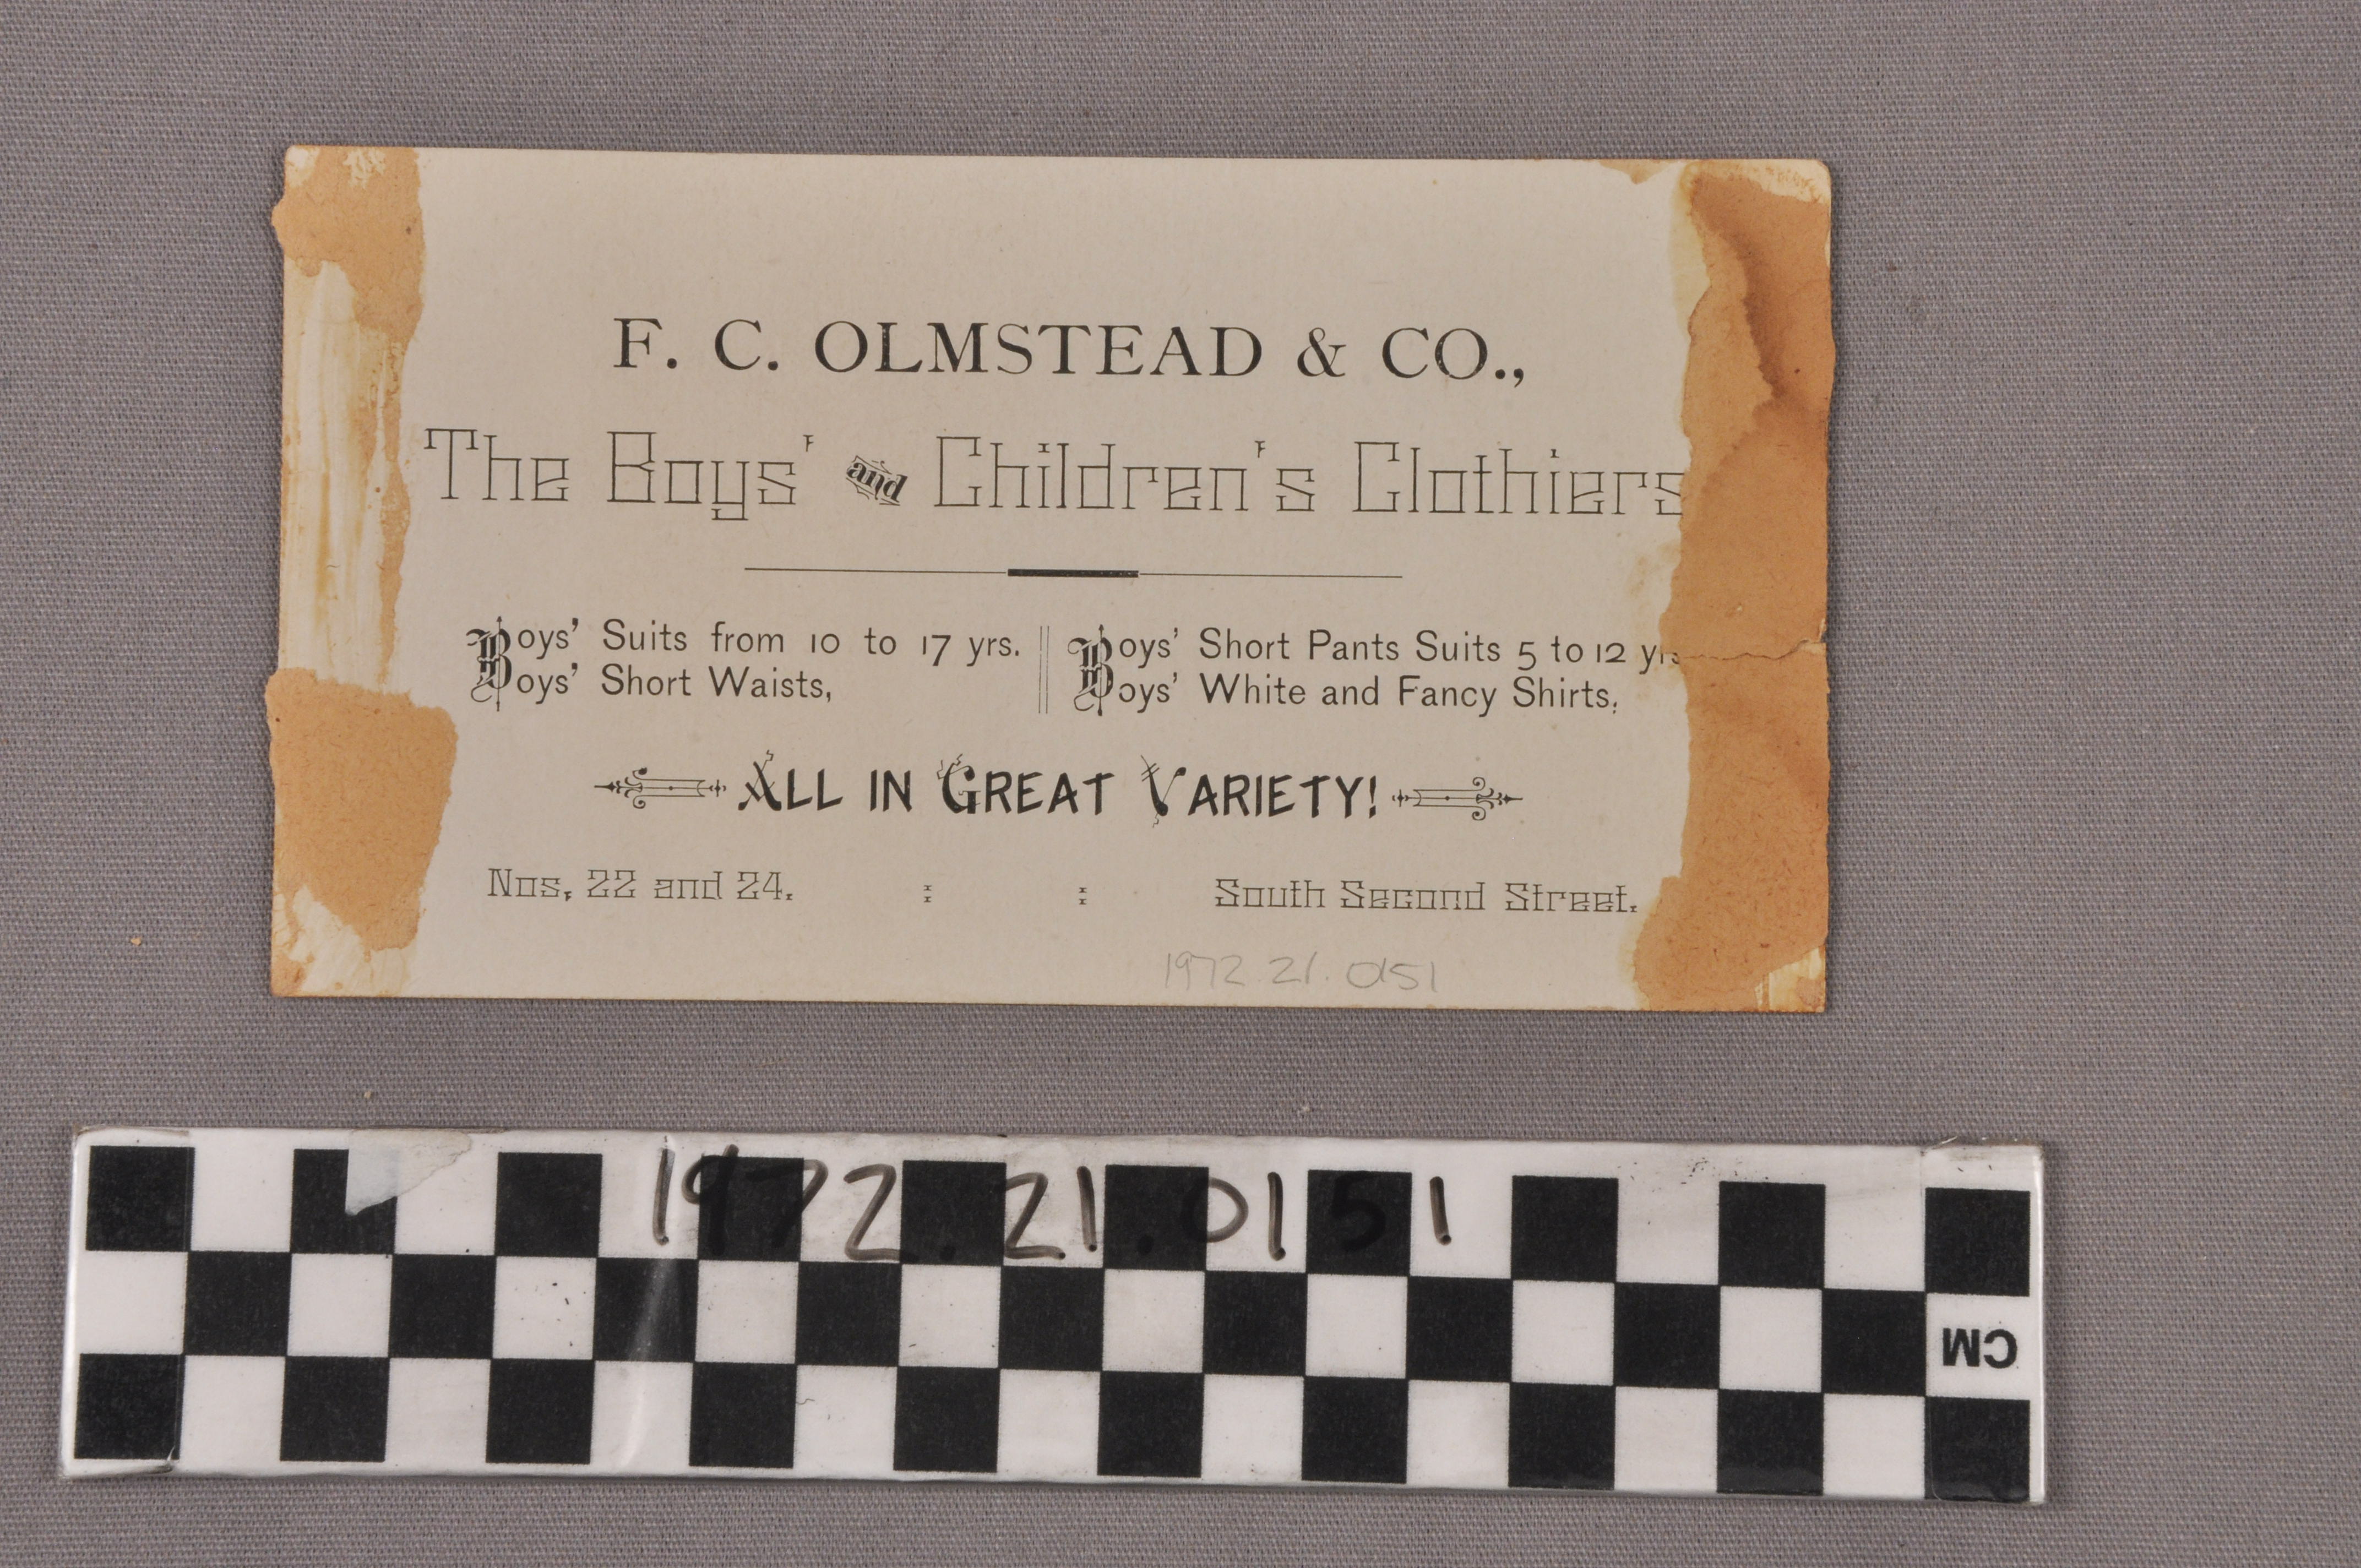 F. C. OLMSTEAD & CO.,
The Boys' and Children's Clothiers
Boys' Suits from 10 to 17 yrs.
Boys' Short Waists,
Boys' Short Pants Suits 5 to 12 yrs
Boys' White and Fancy Shirts.
ALL IN GREAT VARIETY!
Nos. 22 and 24. : : South Second Street.
1972.21.0151
1972.21.0151
CM